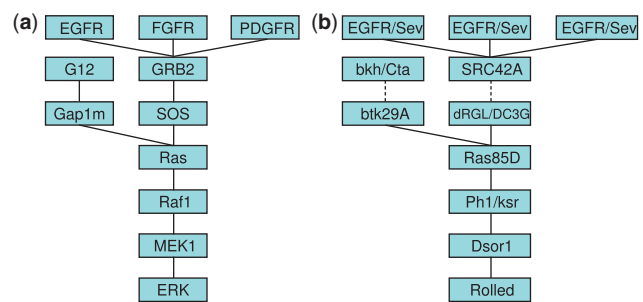 (a) EGFR FGFR PDGFR
G12 GRB2
Gap1m SOS
Ras
Raf1
MEK1
ERK
(b) EGFR/Sev EGFR/Sev EGFR/Sev
bkh/Cta SRC42A
btk29A dRGL/DC3G
Ras85D
Ph1/ksr
Dsor1
Rolled